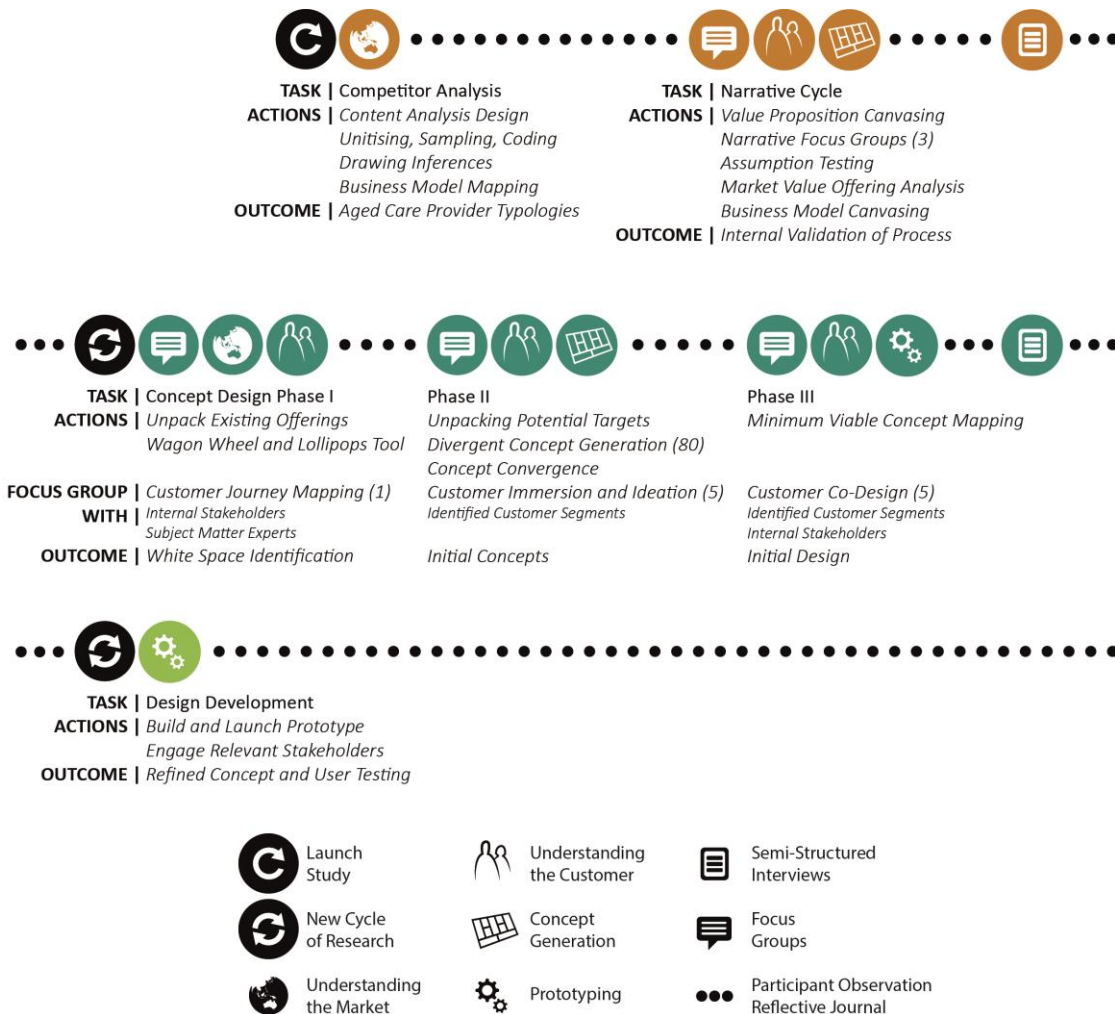 TASK | Competitor Analysis
ACTIONS | Content Analysis Design
Unitising, Sampling, Coding
Drawing Inferences
Business Model Mapping
OUTCOME | Aged Care Provider Typologies
TASK | Narrative Cycle
ACTIONS | Value Proposition Canvasing
Narrative Focus Groups (3)
Assumption Testing
Market Value Offering Analysis
Business Model Canvasing
OUTCOME | Internal Validation of Process
TASK | Concept Design Phase I
ACTIONS | Unpack Existing Offerings
Wagon Wheel and Lollipops Tool
FOCUS GROUP | Customer Journey Mapping (1)
WITH | Internal Stakeholders
Subject Matter Experts
OUTCOME | White Space Identification
Phase II
Unpacking Potential Targets
Divergent Concept Generation (80)
Concept Convergence
Customer Immersion and Ideation (5)
Identified Customer Segments
Initial Concepts
Phase III
Minimum Viable Concept Mapping
Customer Co-Design (5)
Identified Customer Segments
Internal Stakeholders
Initial Design
TASK | Design Development
ACTIONS | Build and Launch Prototype
Engage Relevant Stakeholders
OUTCOME | Refined Concept and User Testing
Launch
Study
Understanding
the Customer
Semi-Structured
Interviews
New Cycle
of Research
Concept
Generation
Focus
Groups
Understanding
the Market
Prototyping
Participant Observation
Reflective Journal